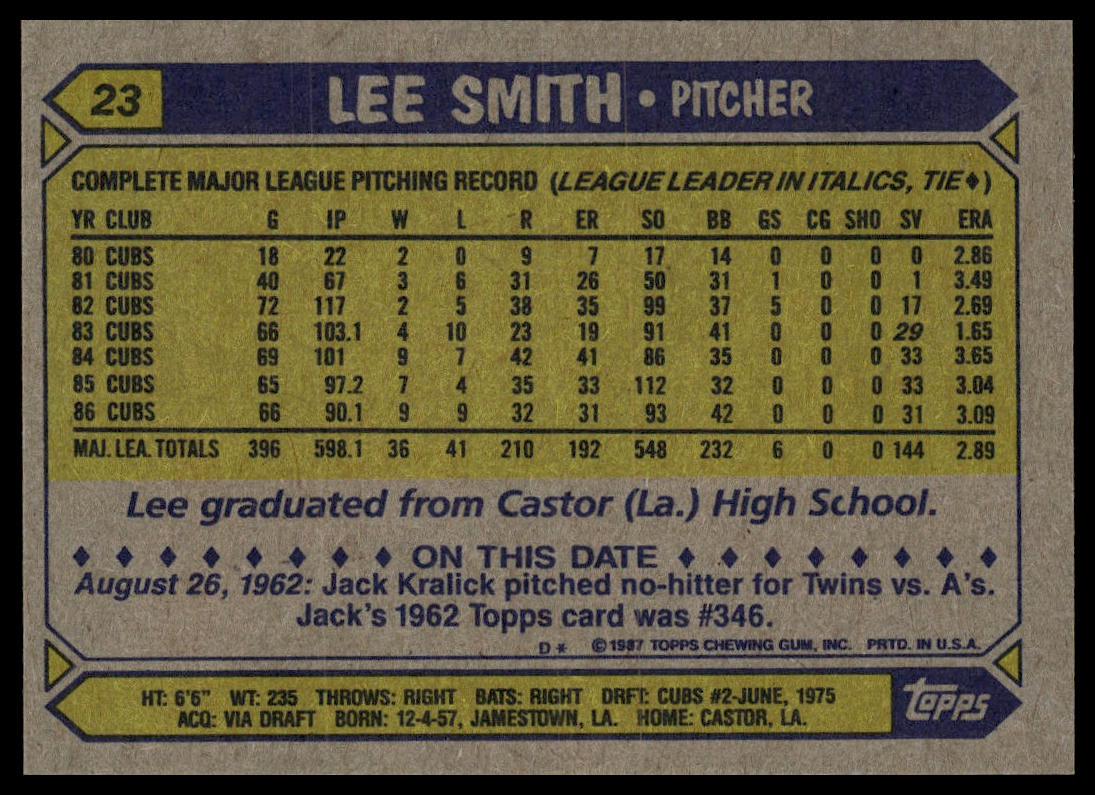 23 LEE SMITH • PITCHER
COMPLETE MAJOR LEAGUE PITCHING RECORD (LEAGUE LEADER IN ITALICS, TIE♦)
YR CLUB G IP W L R ER SO BB GS CG SHO SV ERA
80 CUBS 18 22 2 0 9 7 17 14 0 0 0 0 2.86
81 CUBS 40 67 3 6 31 26 50 31 1 0 0 1 3.49
82 CUBS 72 117 2 5 38 35 99 37 5 0 0 17 2.69
83 CUBS 66 103.1 4 10 23 19 91 41 0 0 0 29 1.65
84 CUBS 69 101 9 7 42 41 86 35 0 0 0 33 3.65
85 CUBS 65 97.2 7 4 35 33 112 32 0 0 0 33 3.04
86 CUBS 66 90.1 9 9 32 31 93 42 0 0 0 31 3.09
MAJ. LEA. TOTALS 396 598.1 36 41 210 192 548 232 6 0 0 144 2.89
Lee graduated from Castor (La.) High School.
♦ ♦ ♦ ♦ ♦ ♦ ♦ ♦ ON THIS DATE ♦ ♦ ♦ ♦ ♦ ♦ ♦ ♦
August 26, 1962: Jack Kralick pitched no-hitter for Twins vs. A's.
Jack's 1962 Topps card was #346.
D* ©1987 TOPPS CHEWING GUM, INC. PRTD. IN U.S.A.
HT: 6'6" WT: 235 THROWS: RIGHT BATS: RIGHT DRFT: CUBS #2-JUNE, 1975
ACQ: VIA DRAFT BORN: 12-4-57, JAMESTOWN, LA. HOME: CASTOR, LA.
topps